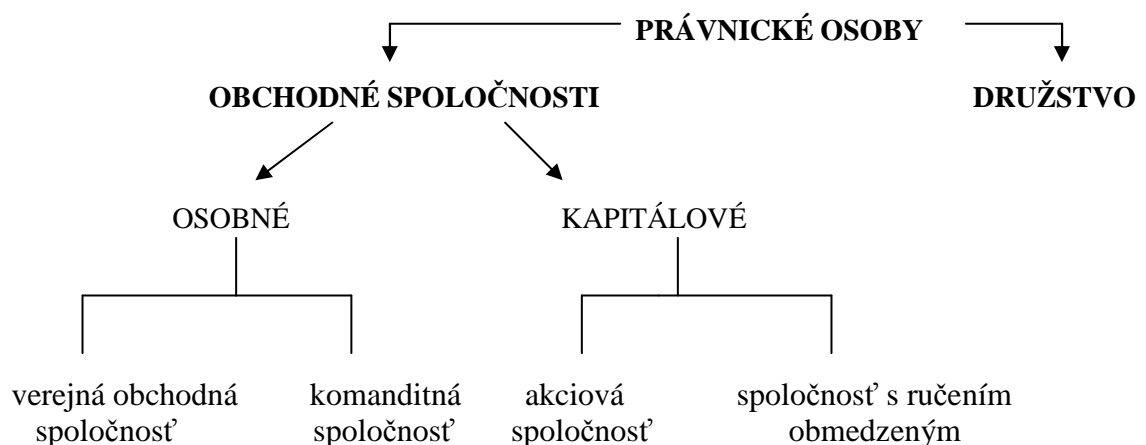 PRÁVNICKÉ OSOBY
OBCHODNÉ SPOLOČNOSTI
DRUŽSTVO
OSOBNÉ
KAPITÁLOVÉ
verejná obchodná
spoločnosť
komanditná
spoločnosť
akciová
spoločnosť
spoločnosť s ručením
obmedzeným